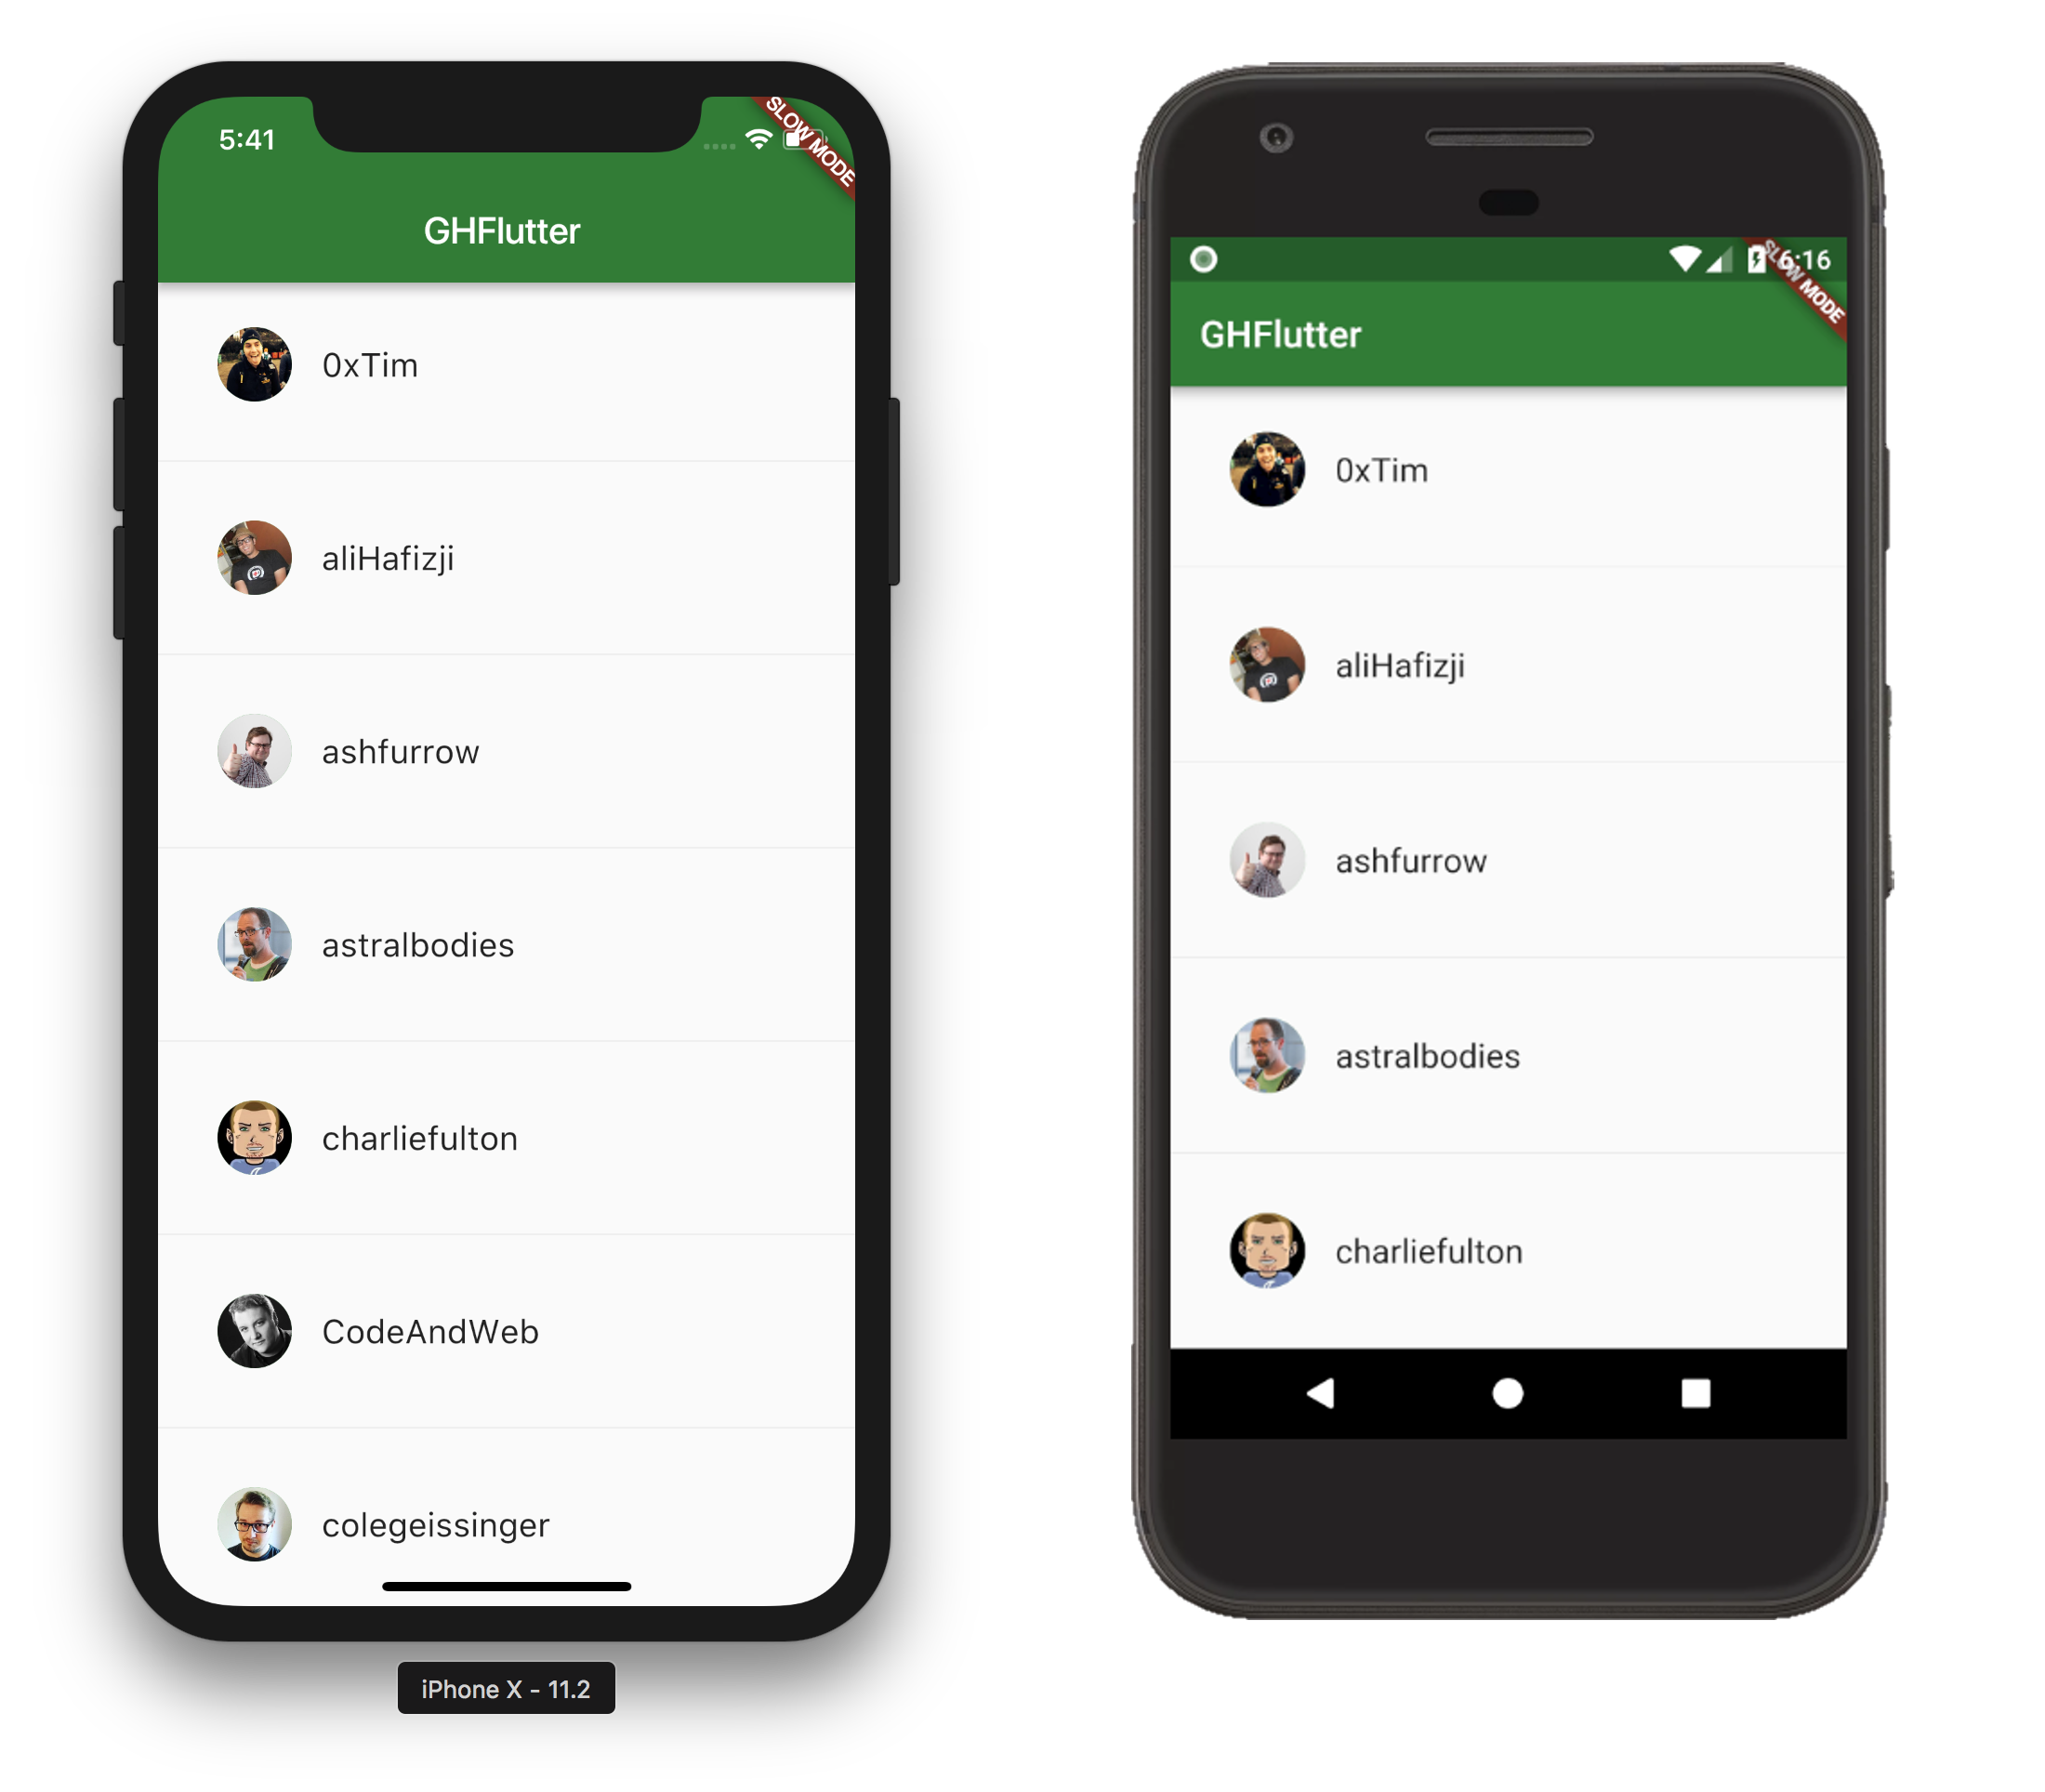 5:41
SLOW MODE
GHFlutter
0xTim
aliHafizji
ashfurrow
astralbodies
charliefulton
CodeAndWeb
colegeissinger
iPhone X - 11.2
6:16
SLOW MODE
GHFlutter
0xTim
aliHafizji
ashfurrow
astralbodies
charliefulton